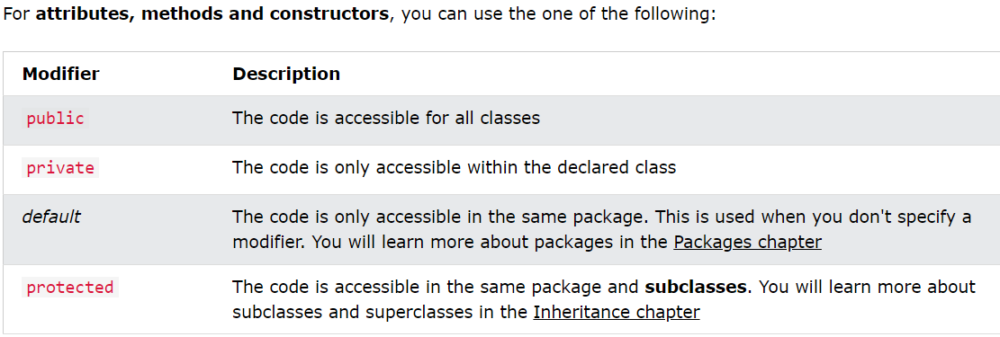 For attributes, methods and constructors, you can use the one of the following:
Modifier Description
public The code is accessible for all classes
private The code is only accessible within the declared class
default The code is only accessible in the same package. This is used when you don't specify a
modifier. You will learn more about packages in the Packages chapter
protected The code is accessible in the same package and subclasses. You will learn more about
subclasses and superclasses in the Inheritance chapter